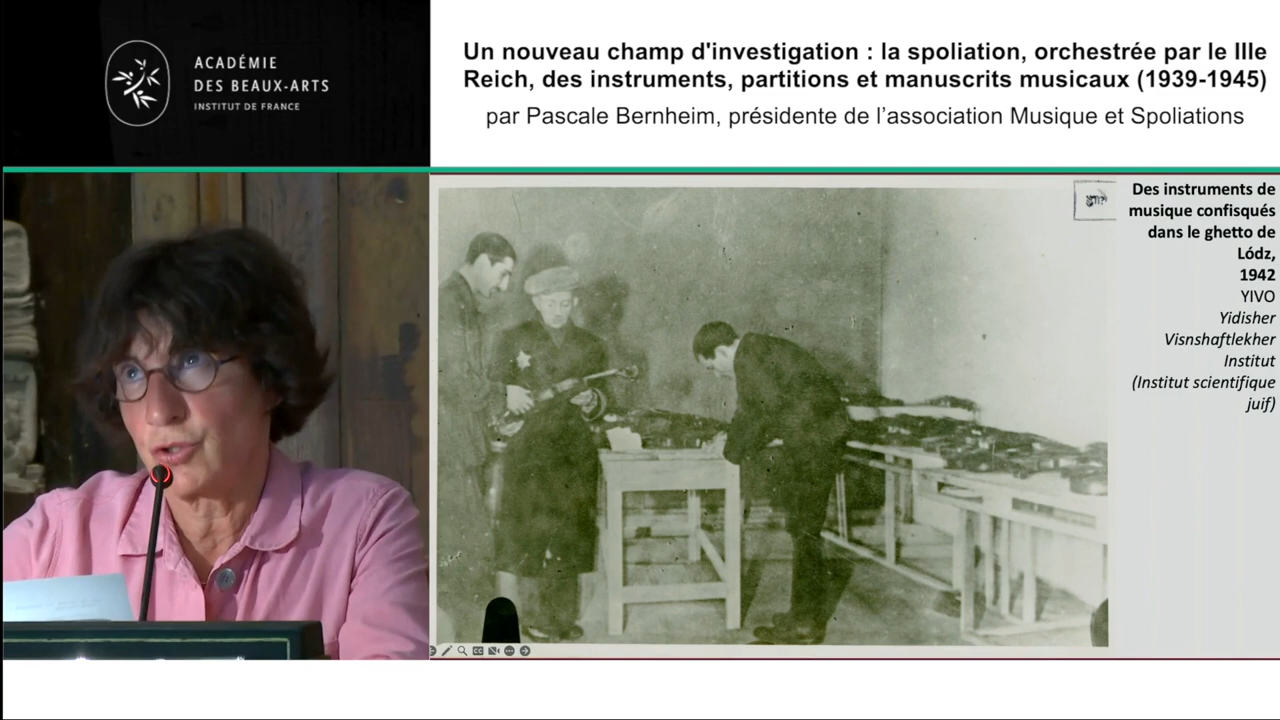 ACADÉMIE
DES BEAUX-ARTS
INSTITUT DE FRANCE
Un nouveau champ d'investigation : la spoliation, orchestrée par le IIIe
Reich, des instruments, partitions et manuscrits musicaux (1939-1945)
par Pascale Bernheim, présidente de l'association Musique et Spoliations
Des instruments de
musique confisqués
dans le ghetto de
Lódz,
1942
YIVO
Yidisher
Visnshaftlekher
Institut
(Institut scientifique
juif)